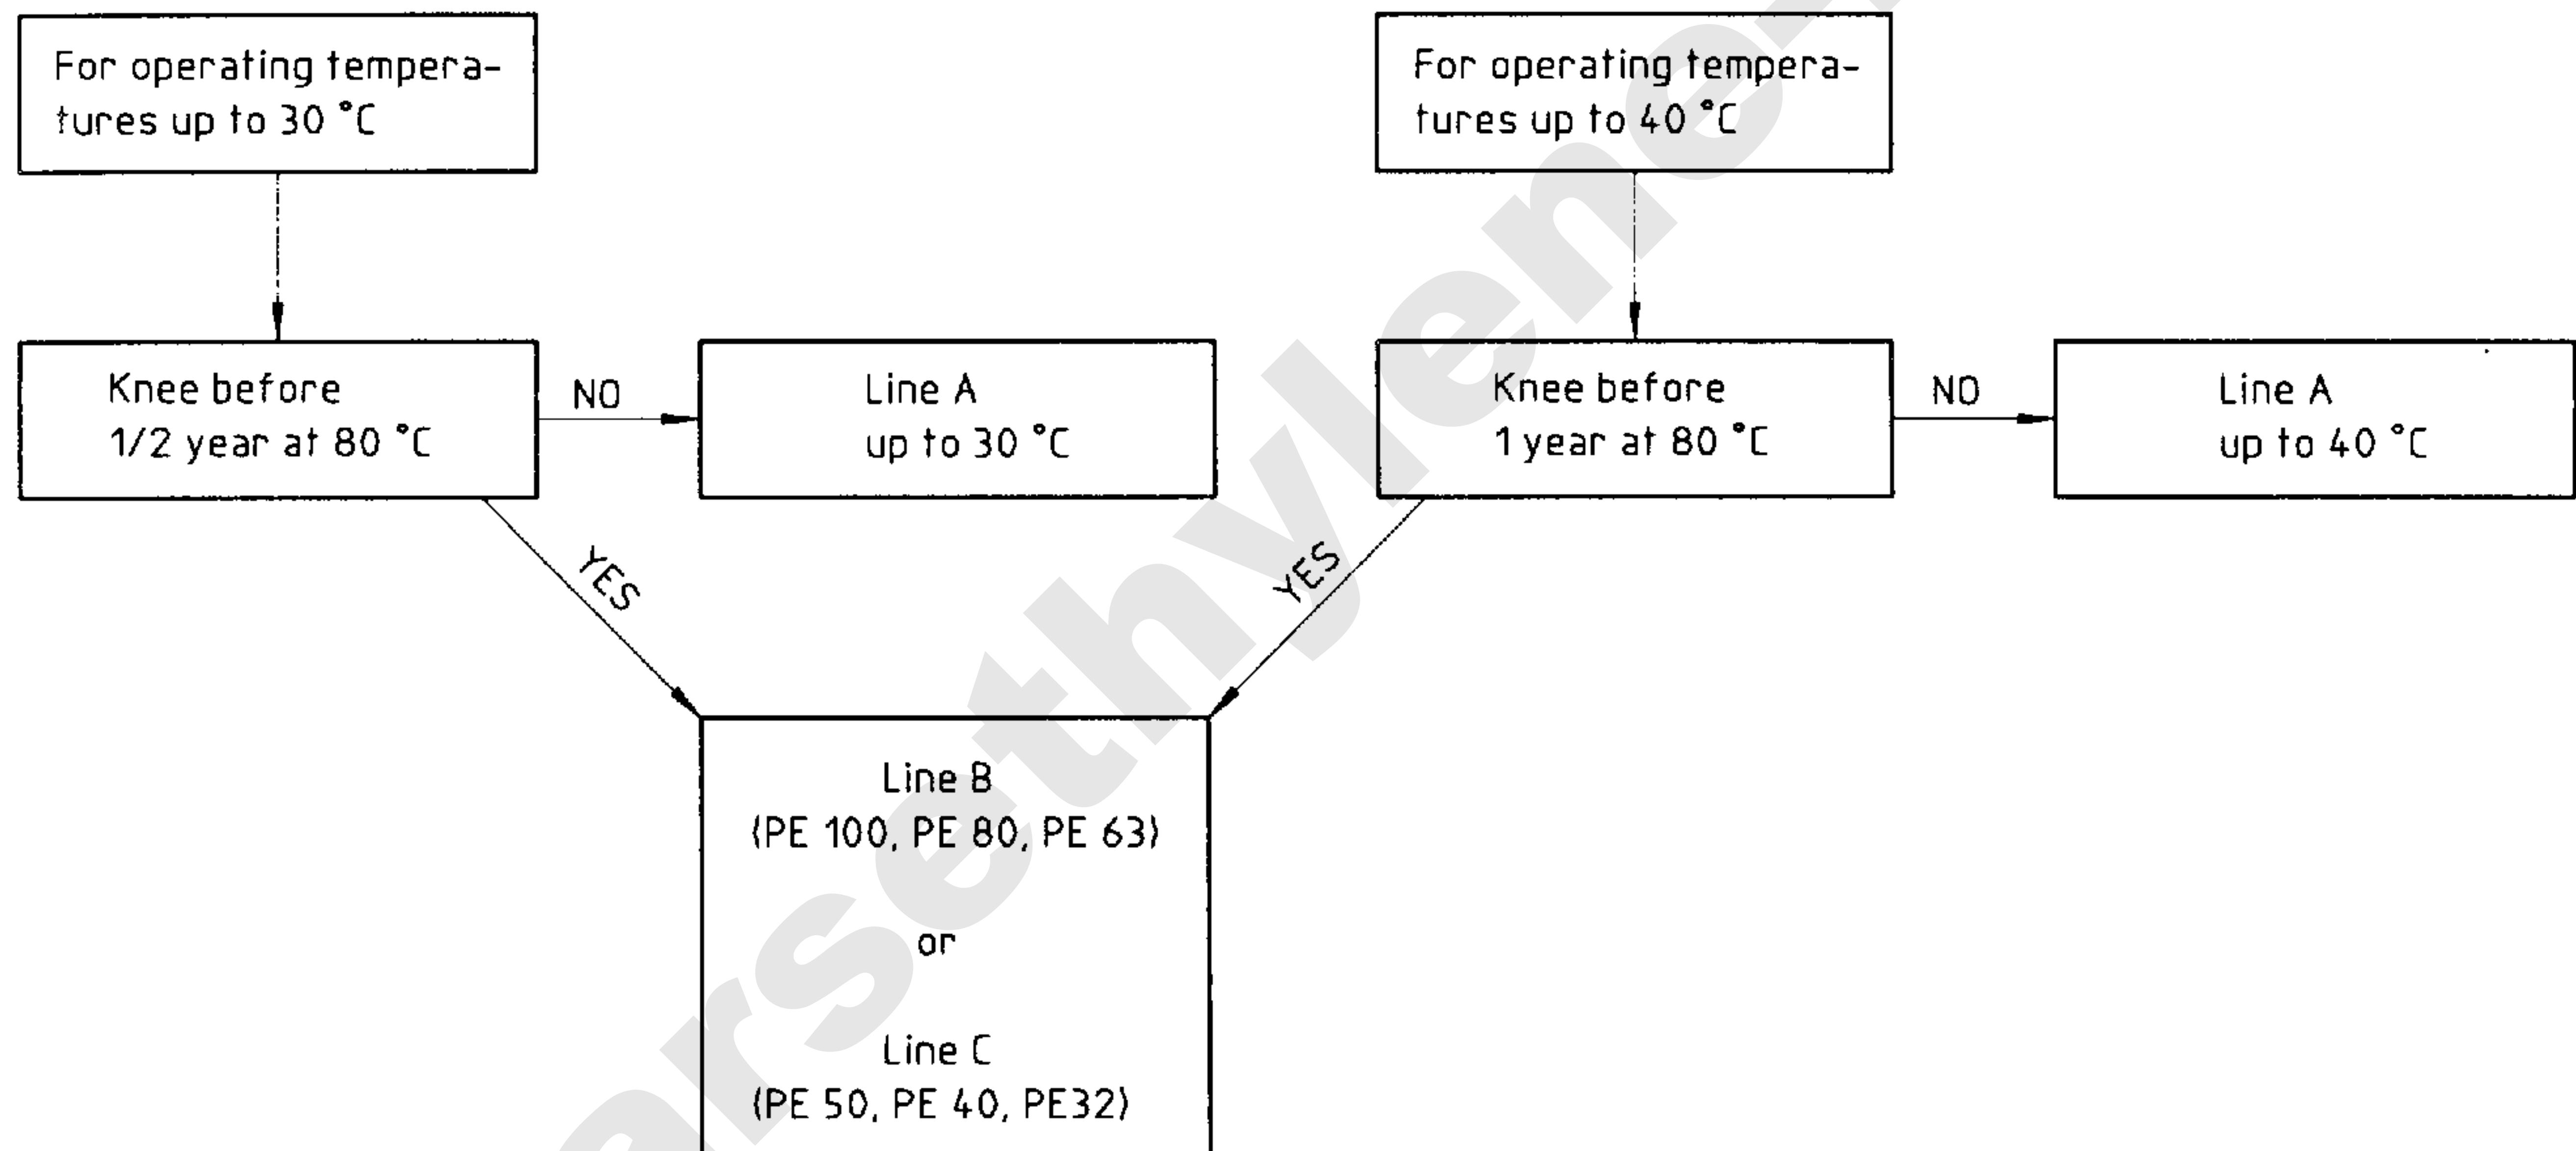 For operating tempera-
tures up to 30 °C
For operating tempera-
tures up to 40 °C
Knee before
1/2 year at 80 °C
NO
Line A
up to 30 °C
Knee before
1 year at 80 °C
NO
Line A
up to 40 °C
YES
YES
Line B
(PE 100, PE 80, PE 63)
or
Line C
(PE 50, PE 40, PE32)
arsethylene